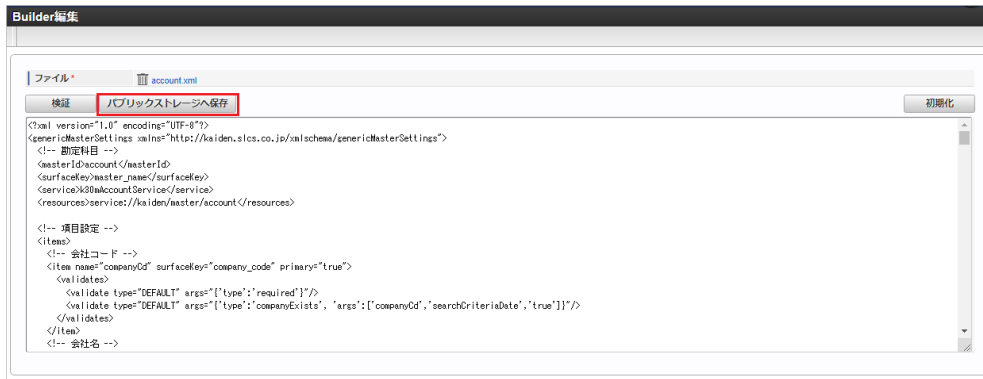 Builder編集
ファイル* account.xml
検証 パブリックストレージへ保存 初期化
<?xml version="1.0" encoding="UTF-8"?>
<genericMasterSettings xmlns="http://kaiden.slcs.co.jp/xmlschema/genericMasterSettings">
  <!-- 勘定科目 -->
  <masterId>account</masterId>
  <surfaceKey>master_name</surfaceKey>
  <service>k30mAccountService</service>
  <resources>service://kaiden/master/account</resources>
  <!-- 項目設定 -->
  <items>
    <!-- 会社コード -->
    <item name="companyCd" surfaceKey="company_code" primary="true">
      <validates>
        <validate type="DEFAULT" args="{'type':'required'}"/>
        <validate type="DEFAULT" args="{'type':'companyExists', 'args':['companyCd','searchCriteriaDate','true']}"/>
      </validates>
    </item>
    <!-- 会社名 -->